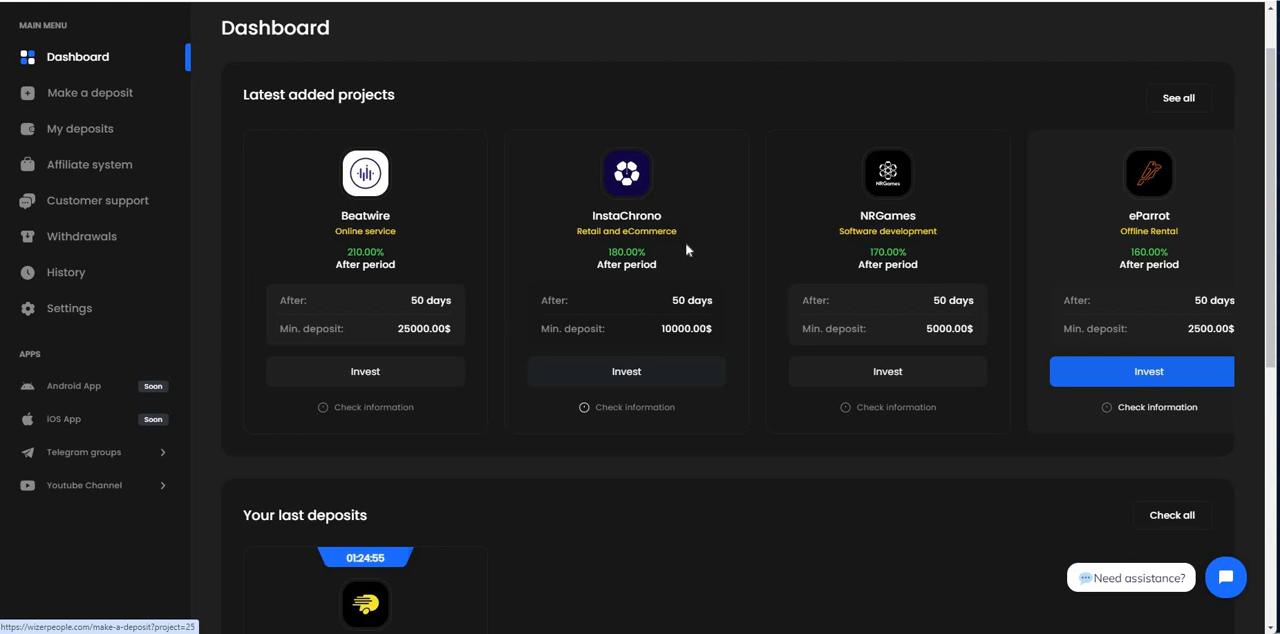 MAIN MENU
Dashboard
Make a deposit
My deposits
Affiliate system
Customer support
Withdrawals
History
Settings
APPS
Android App Soon
iOS App Soon
Telegram groups
Youtube Channel
Dashboard
Latest added projects
See all
Beatwire
Online service
210.00%
After period
After: 50 days
Min. deposit: 25000.00$
Invest
Check information
InstaChrono
Retail and eCommerce
180.00%
After period
After: 50 days
Min. deposit: 10000.00$
Invest
Check information
NRGames
NRGames
Software development
170.00%
After period
After: 50 days
Min. deposit: 5000.00$
Invest
Check information
eParrot
Offline Rental
160.00%
After period
After: 50 days
Min. deposit: 2500.00$
Invest
Check information
Your last deposits
Check all
01:24:55
💬Need assistance?
https://wizerpeople.com/make-a-deposit?project=25